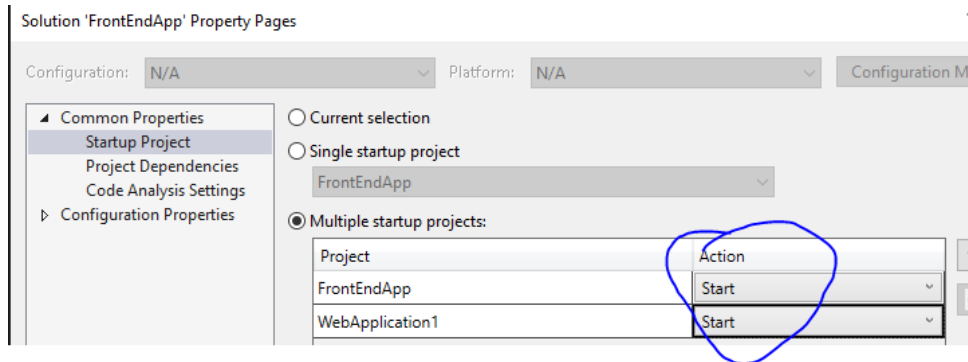 Solution 'FrontEndApp' Property Pages
Configuration: N/A Platform: N/A Configuration M
Common Properties
Startup Project
Project Dependencies
Code Analysis Settings
Configuration Properties
Current selection
Single startup project
FrontEndApp
Multiple startup projects:
Project Action
FrontEndApp Start
WebApplication1 Start